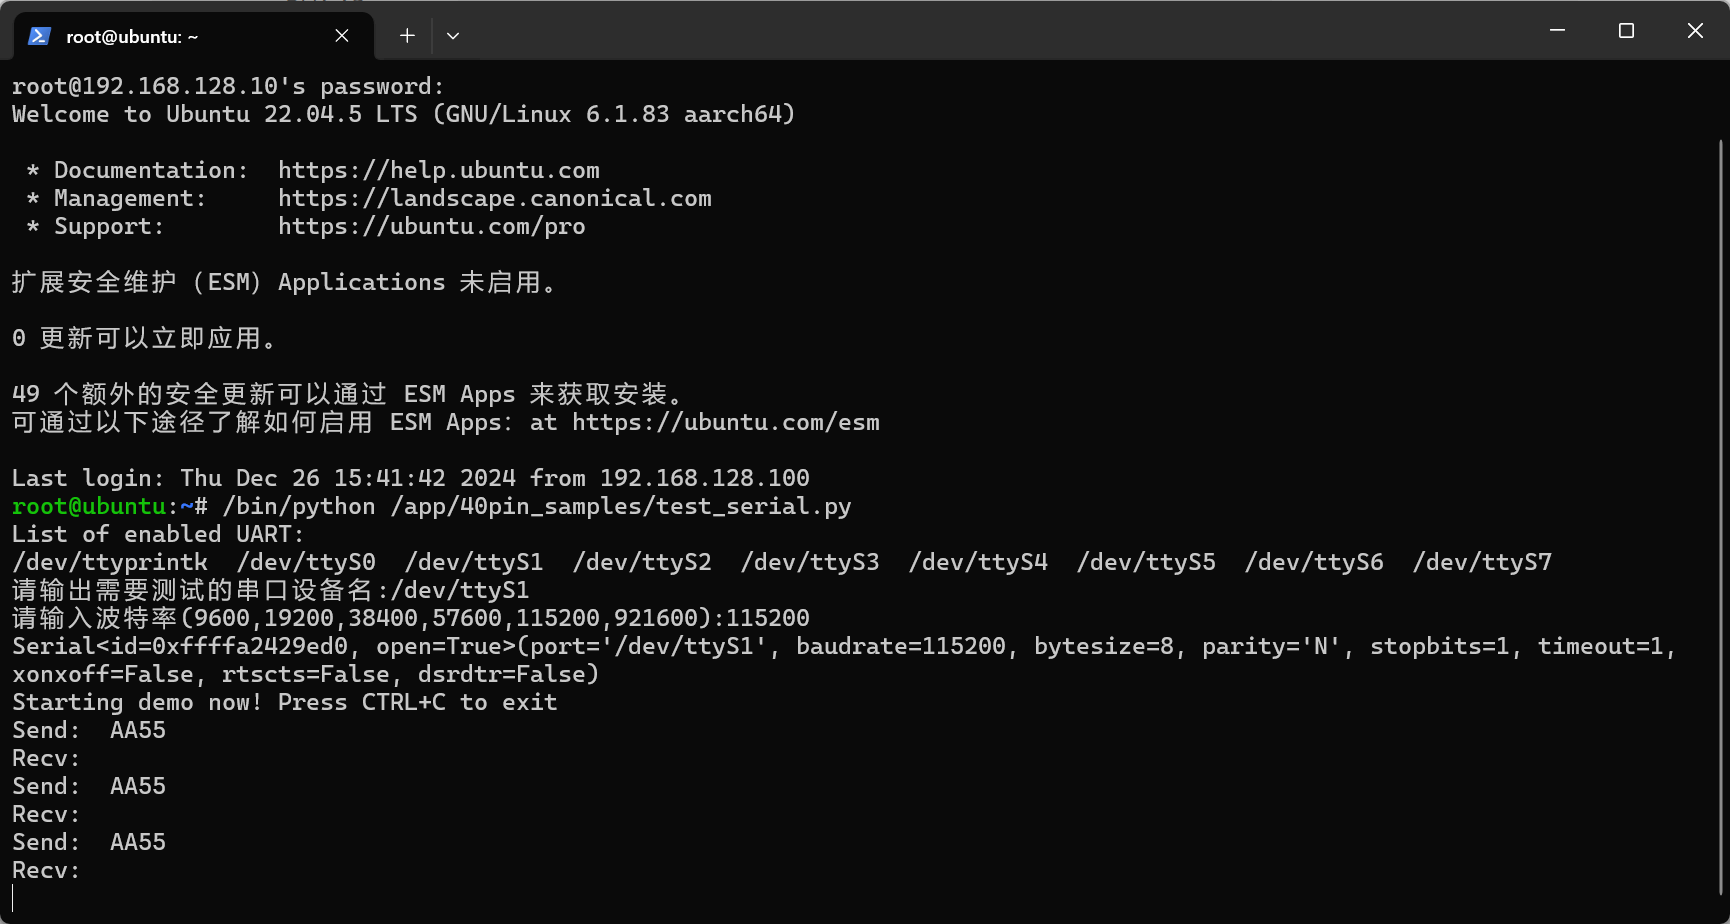 root@ubuntu: ~
root@192.168.128.10's password:
Welcome to Ubuntu 22.04.5 LTS (GNU/Linux 6.1.83 aarch64)
* Documentation:  https://help.ubuntu.com
* Management:     https://landscape.canonical.com
* Support:        https://ubuntu.com/pro
扩展安全维护（ESM）Applications 未启用。
0 更新可以立即应用。
49 个额外的安全更新可以通过 ESM Apps 来获取安装。
可通过以下途径了解如何启用 ESM Apps：at https://ubuntu.com/esm
Last login: Thu Dec 26 15:41:42 2024 from 192.168.128.100
root@ubuntu:~# /bin/python /app/40pin_samples/test_serial.py
List of enabled UART:
/dev/ttyprintk  /dev/ttyS0  /dev/ttyS1  /dev/ttyS2  /dev/ttyS3  /dev/ttyS4  /dev/ttyS5  /dev/ttyS6  /dev/ttyS7
请输出需要测试的串口设备名:/dev/ttyS1
请输入波特率(9600,19200,38400,57600,115200,921600):115200
Serial<id=0xffffa2429ed0, open=True>(port='/dev/ttyS1', baudrate=115200, bytesize=8, parity='N', stopbits=1, timeout=1,
xonxoff=False, rtscts=False, dsrdtr=False)
Starting demo now! Press CTRL+C to exit
Send:  AA55
Recv:
Send:  AA55
Recv:
Send:  AA55
Recv: